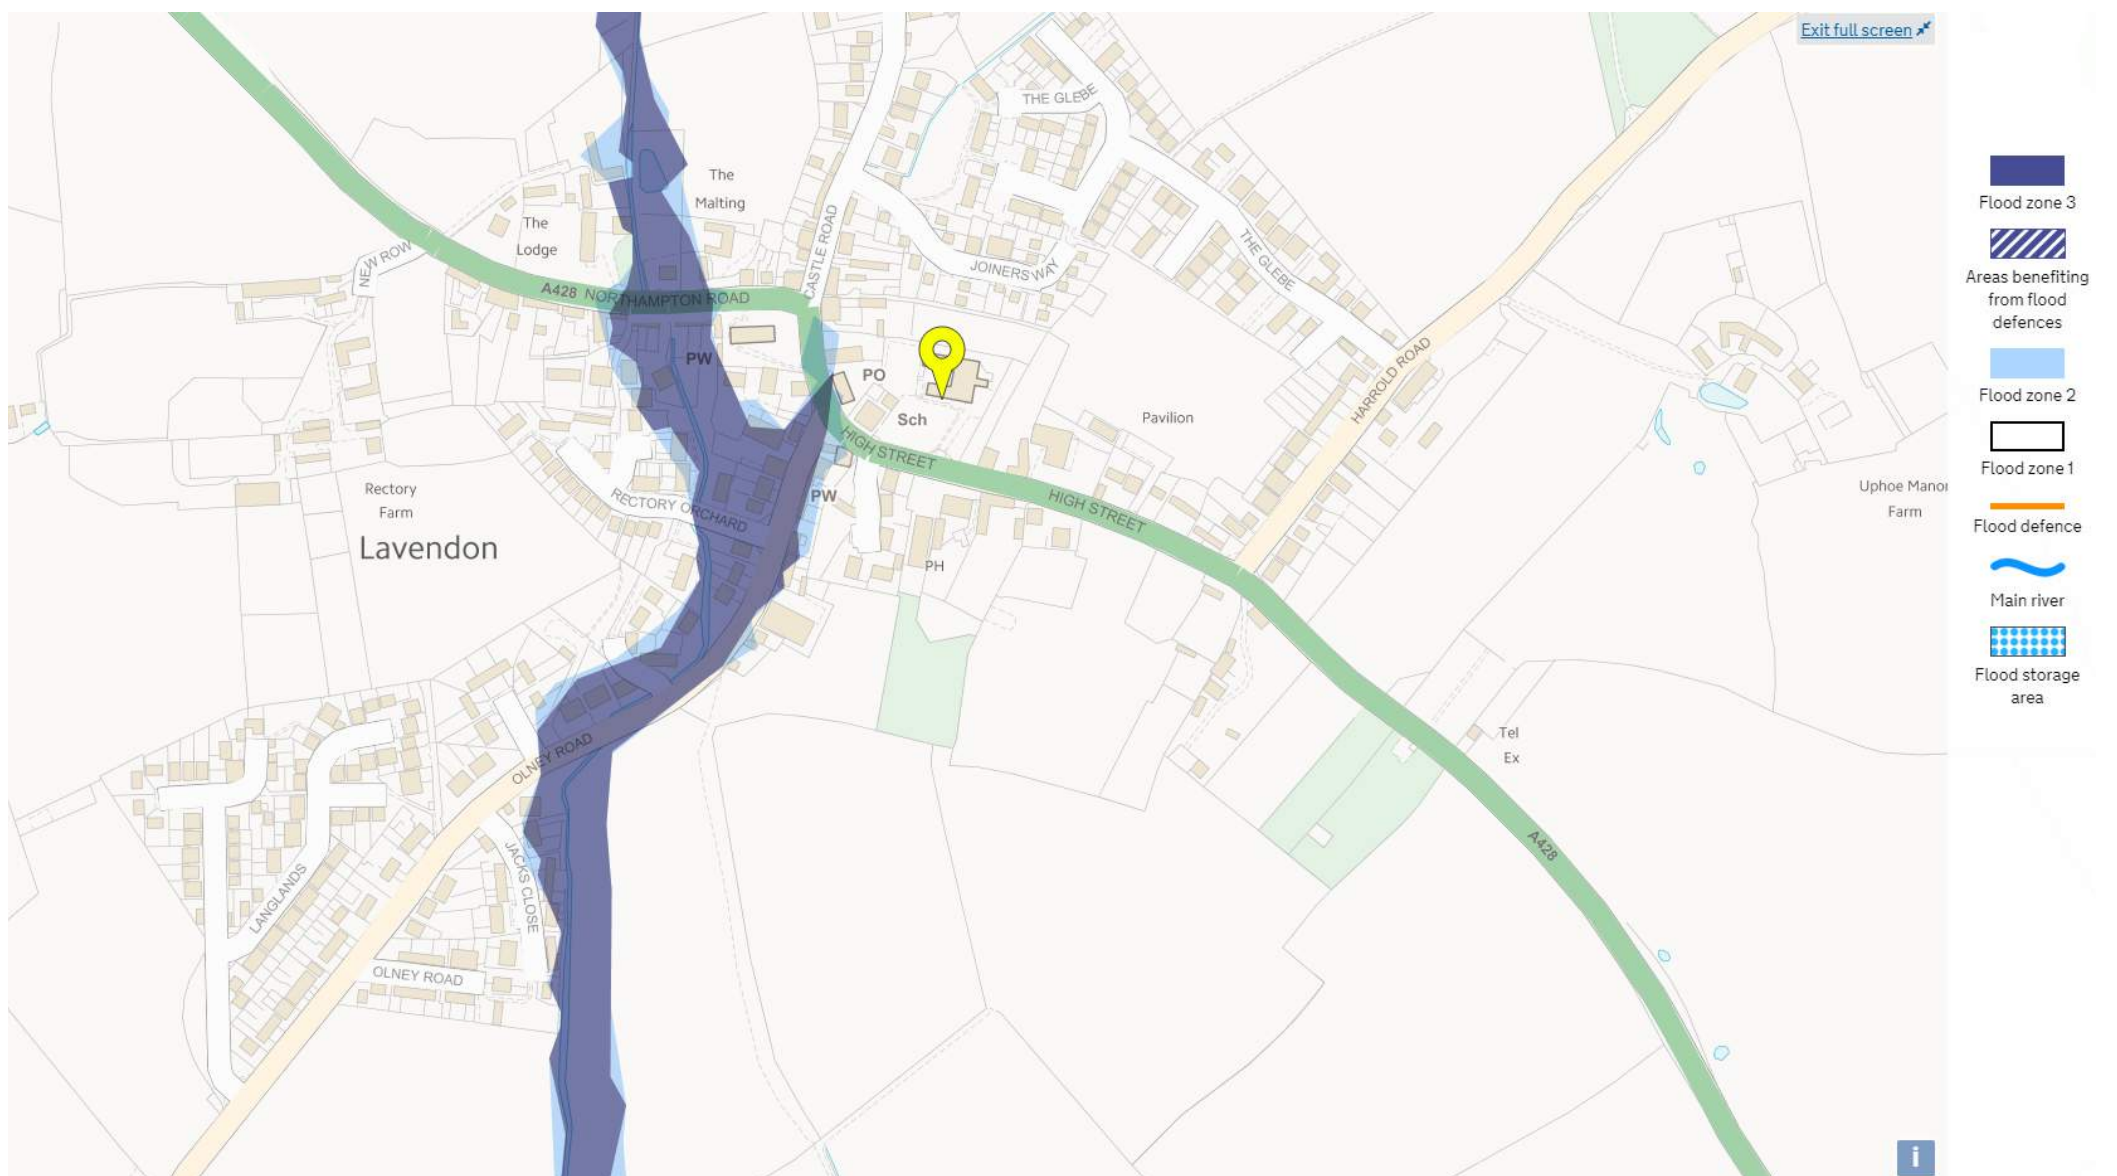 Exit full screen
THE GLEBE
The
Malting
The
Lodge
NEW ROW
CASTLE ROAD
JOINERS WAY
THE GLEBE
A428 NORTHAMPTON ROAD
PW
PO
Sch
Pavilion
HARROLD ROAD
HIGH STREET
Rectory
Farm
RECTORY ORCHARD
PW
HIGH STREET
Uphoe Manor
Farm
Lavendon
PH
OLNEY ROAD
Tel
Ex
A428
JACKS CLOSE
LANGLANDS
OLNEY ROAD
i
Flood zone 3
Areas benefiting
from flood
defences
Flood zone 2
Flood zone 1
Flood defence
Main river
Flood storage
area